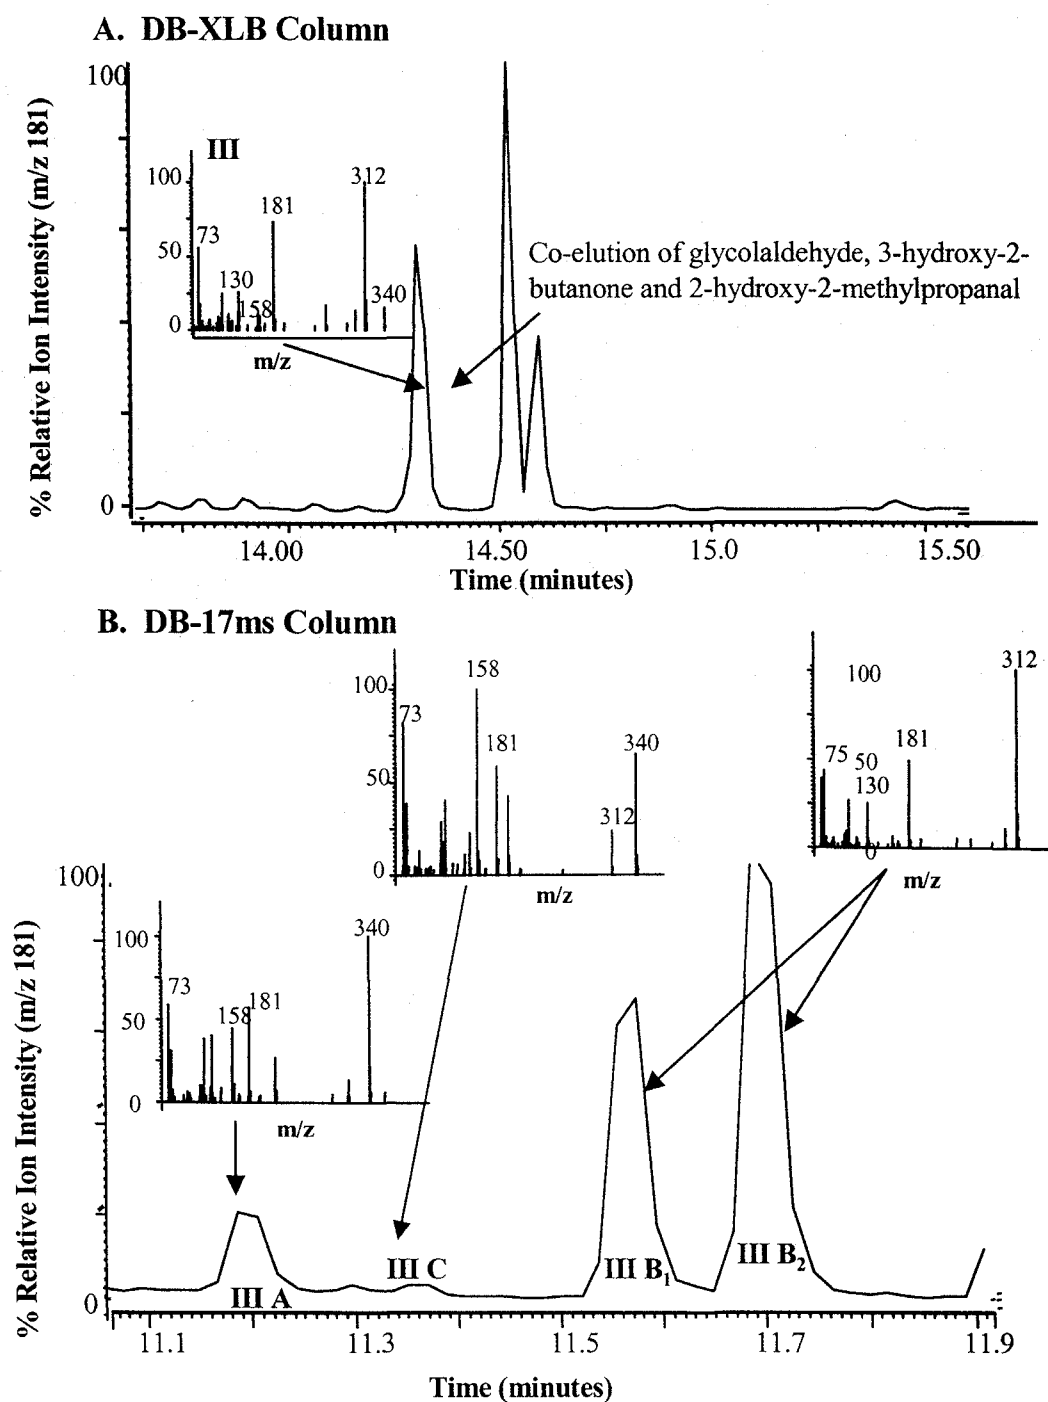 A. DB-XLB Column
% Relative Ion Intensity (m/z 181)
100
0
III
100
50
0
73
130
158
181
312
340
m/z
Co-elution of glycolaldehyde, 3-hydroxy-2-
butanone and 2-hydroxy-2-methylpropanal
14.00
14.50
15.0
15.50
Time (minutes)
B. DB-17ms Column
% Relative Ion Intensity (m/z 181)
100
0
100
50
0
73
158
181
312
340
m/z
100
50
0
75
130
181
312
m/z
100
50
0
73
158
181
340
m/z
III A
III C
III B₁
III B₂
11.1
11.3
11.5
11.7
11.9
Time (minutes)